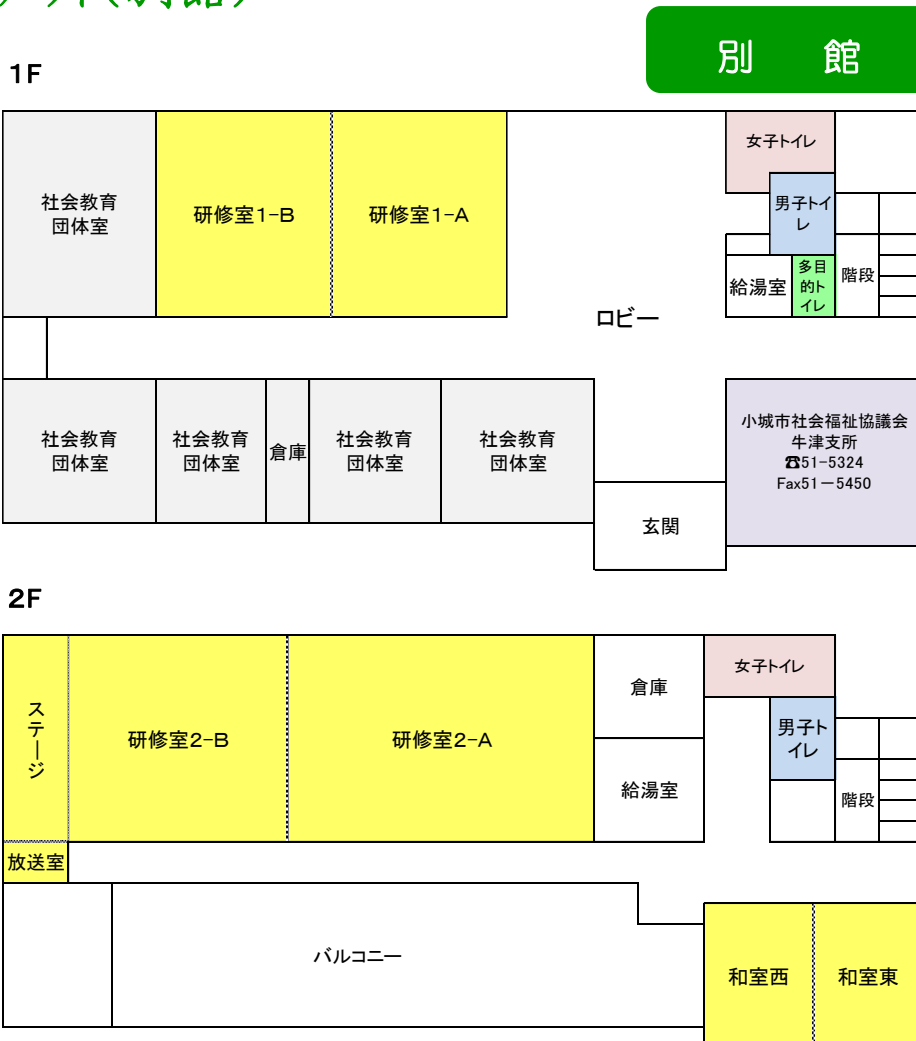 別　館
1F
社会教育
団体室
研修室1-B
研修室1-A
女子トイレ
男子トイ
レ
給湯室
多目
的ト
イレ
階段
ロビー
社会教育
団体室
社会教育
団体室
倉庫
社会教育
団体室
社会教育
団体室
小城市社会福祉協議会
牛津支所
☎51-5324
Fax51－5450
玄関
2F
ステージ
研修室2-B
研修室2-A
倉庫
給湯室
女子トイレ
男子ト
イレ
階段
放送室
バルコニー
和室西
和室東